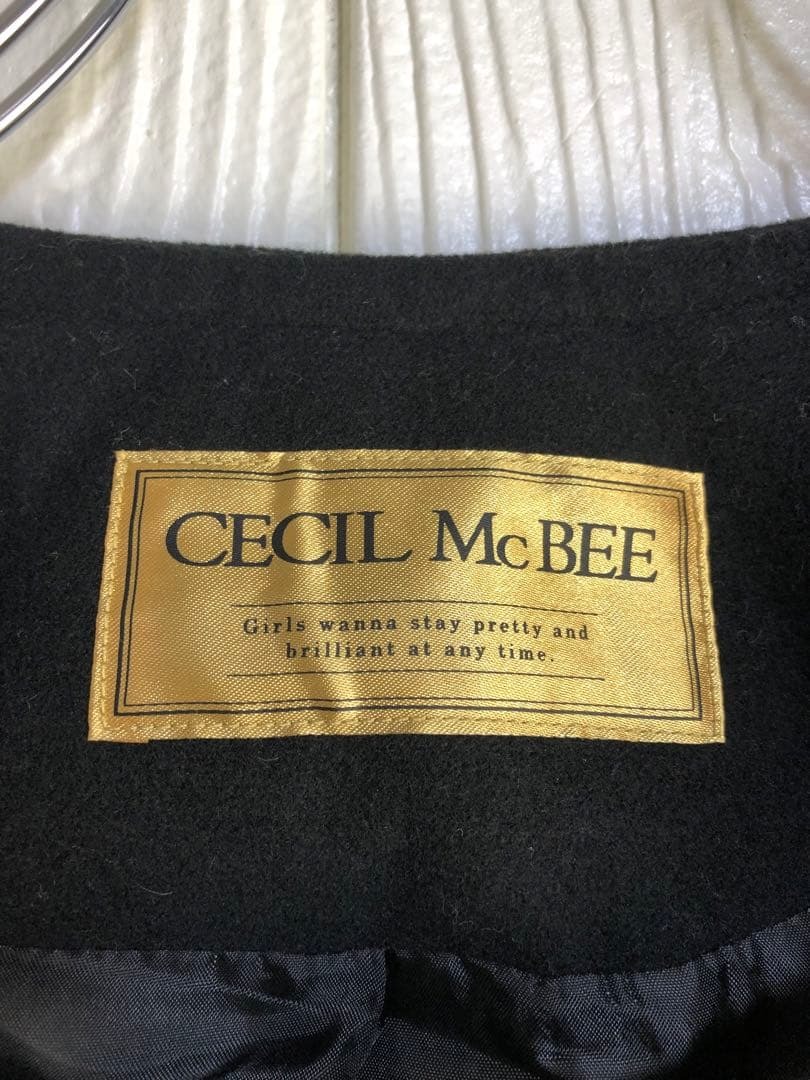 CECIL McBEE
Girls wanna stay pretty and
brilliant at any time.